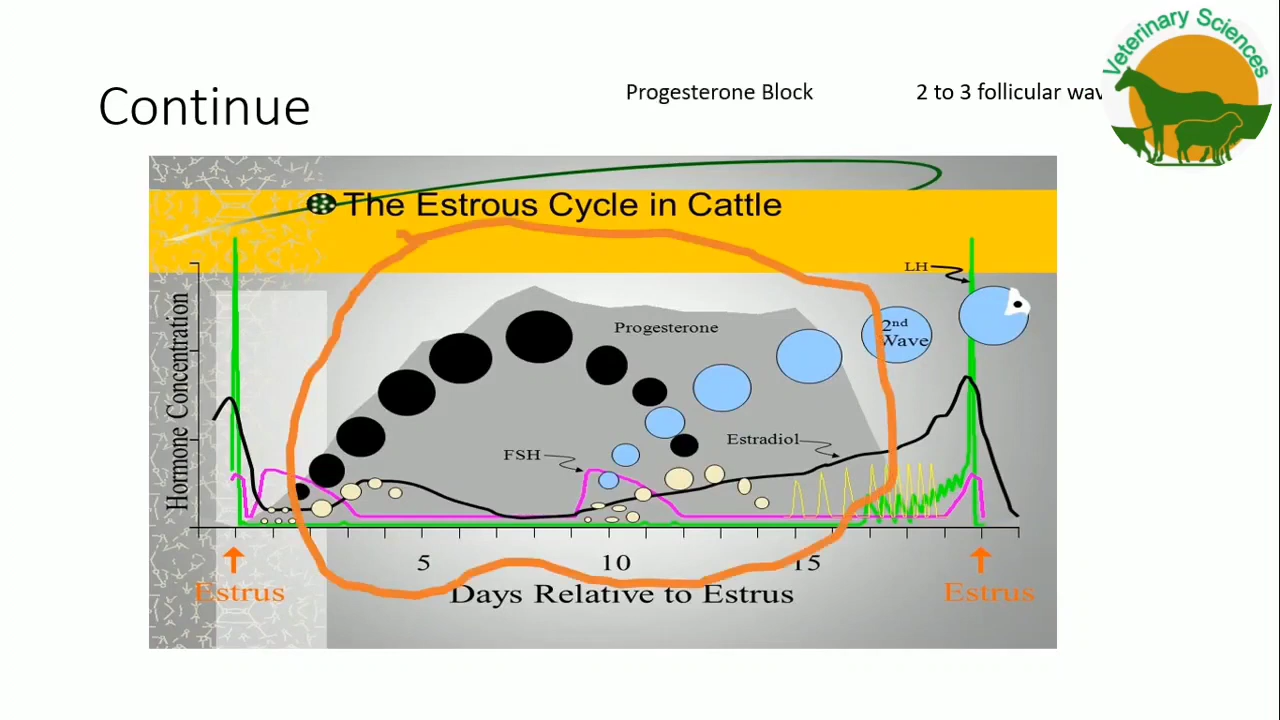 Continue
Progesterone Block
2 to 3 follicular wav
Veterinary Sciences
The Estrous Cycle in Cattle
LH
2nd
Wave
Progesterone
Estradiol
FSH
Hormone Concentration
5
10
15
Days Relative to Estrus
Estrus
Estrus